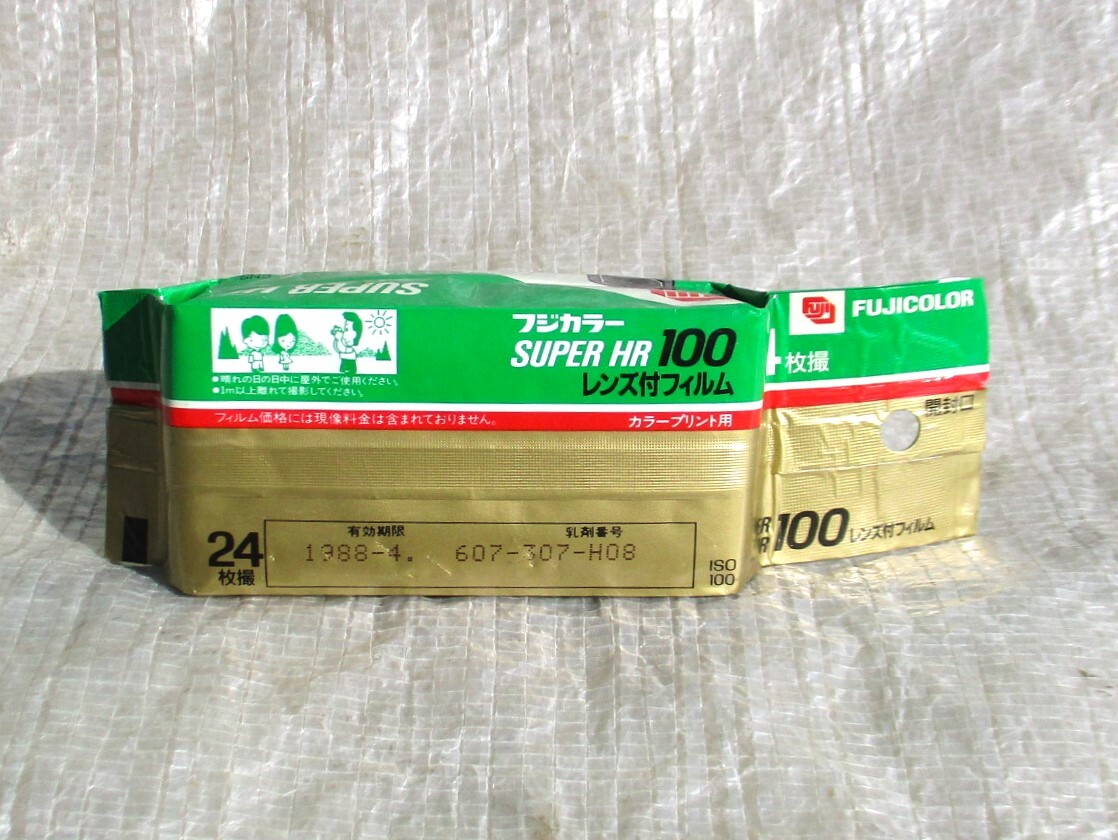 SUPER
フジカラー
SUPER HR 100
レンズ付フィルム
●晴れの日の日中に屋外でご使用ください。
●1m以上離れて撮影してください。
フィルム価格には現像料金は含まれておりません。
カラープリント用
24
枚撮
有効期限
乳剤番号
1988-4.
607-307-H08
ISO
100
FUJI
FUJICOLOR
枚撮
開封口
100 レンズ付フィルム